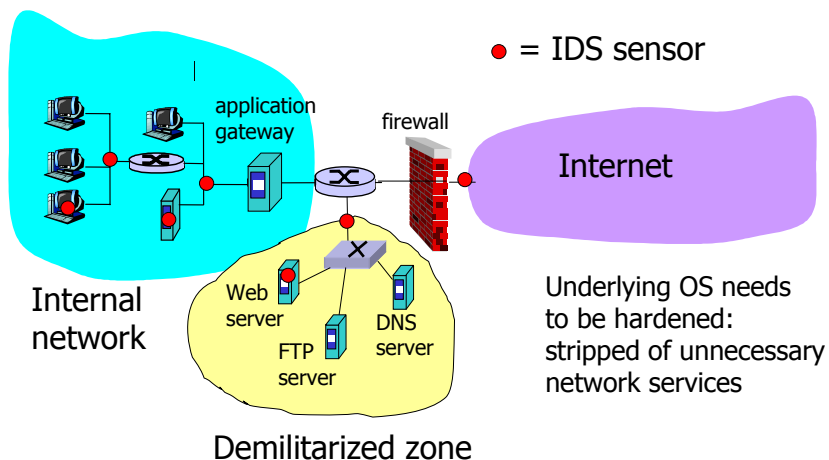 = IDS sensor
application
gateway
firewall
Internet
Internal
network
Web
server
FTP
server
DNS
server
Underlying OS needs
to be hardened:
stripped of unnecessary
network services
Demilitarized zone